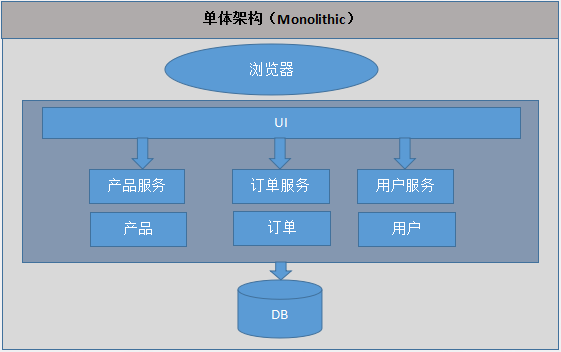 单体架构（Monolithic）
浏览器
UI
产品服务
订单服务
用户服务
产品
订单
用户
DB